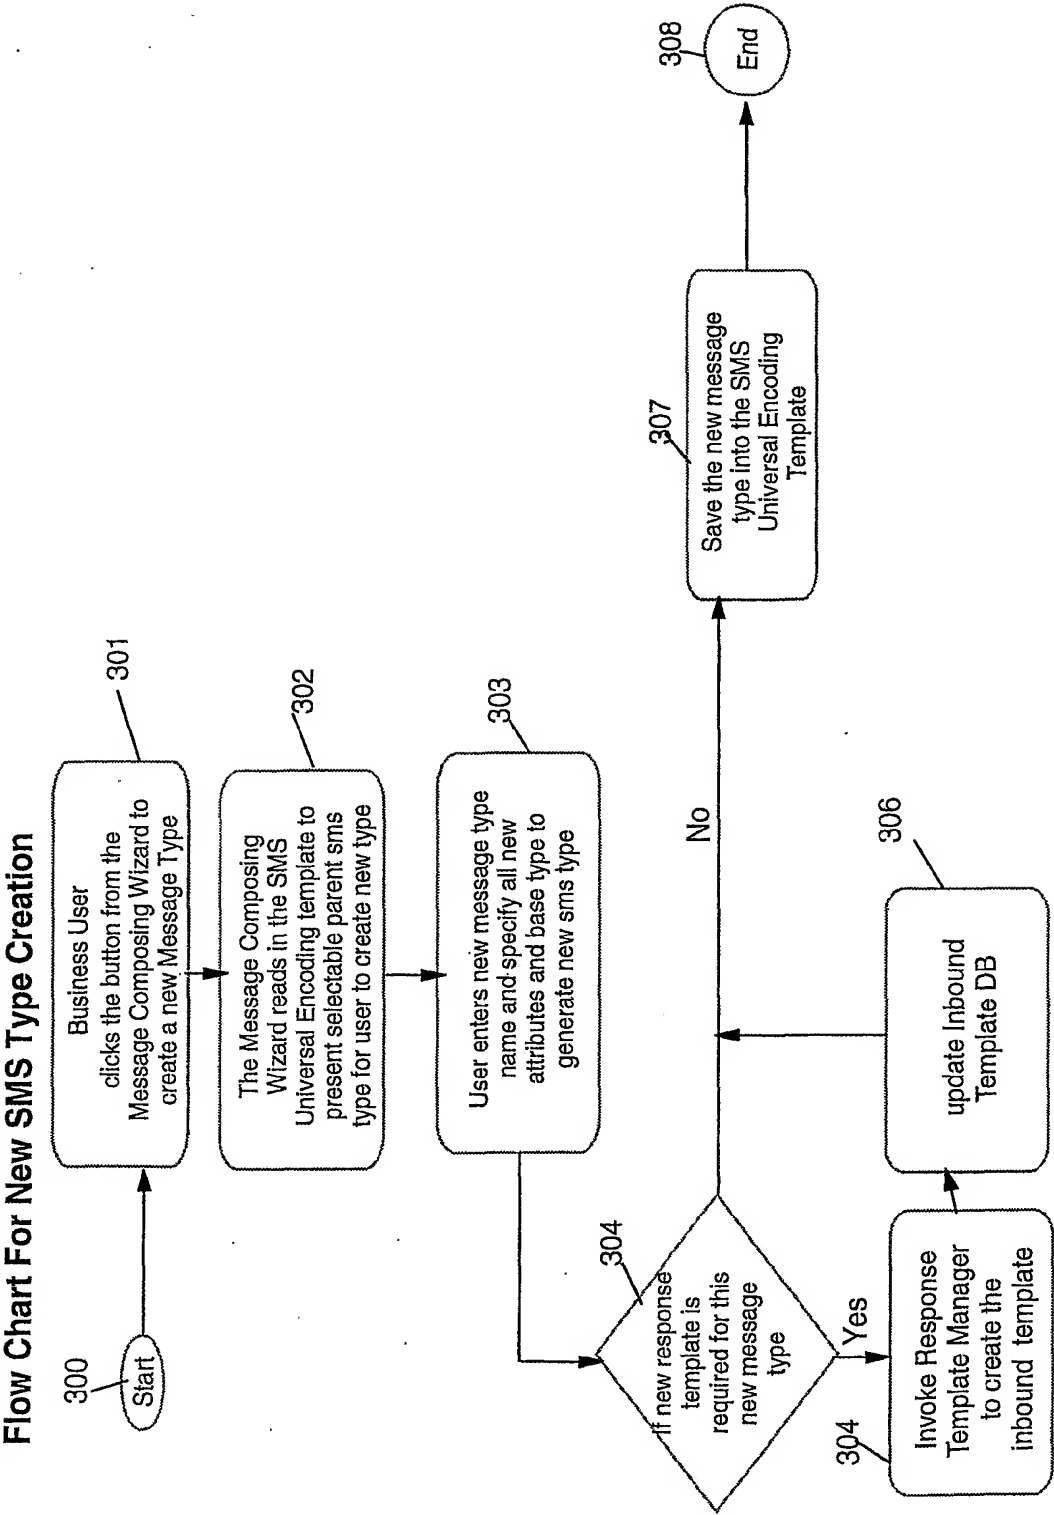 Flow Chart For New SMS Type Creation
300
Start
301
Business User
clicks the button from the
Message Composing Wizard to
create a new Message Type
302
The Message Composing
Wizard reads in the SMS
Universal Encoding template to
present selectable parent sms
type for user to create new type
303
User enters new message type
name and specify all new
attributes and base type to
generate new sms type
304
If new response
template is
required for this
new message
type
Yes
304
Invoke Response
Template Manager
to create the
inbound template
306
update Inbound
Template DB
No
307
Save the new message
type into the SMS
Universal Encoding
Template
308
End